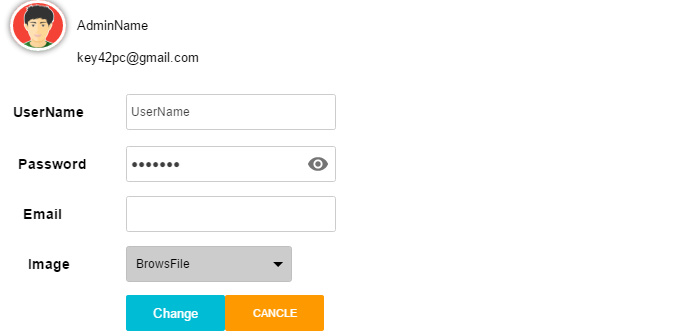 AdminName
key42pc@gmail.com
UserName UserName
Password •••••••
Email
Image BrowsFile
Change CANCLE